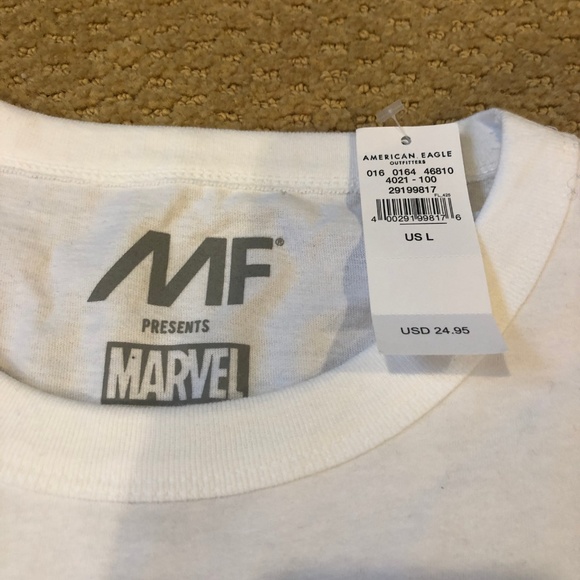 MF®
PRESENTS
MARVEL
AMERICAN EAGLE
OUTFITTERS
016 0164 46810
4021 - 100
29199817
FL_425
4 00291 99817 6
US L
USD 24.95